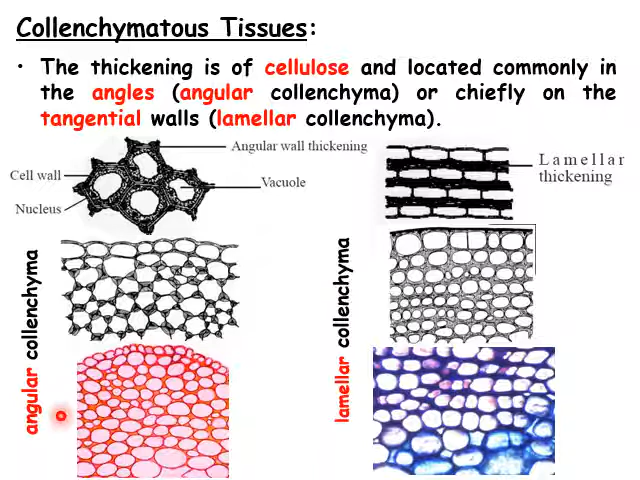 Collenchymatous Tissues:
• The thickening is of cellulose and located commonly in
the angles (angular collenchyma) or chiefly on the
tangential walls (lamellar collenchyma).
Angular wall thickening
Cell wall
Vacuole
Nucleus
Lamellar
thickening
angular collenchyma
lamellar collenchyma